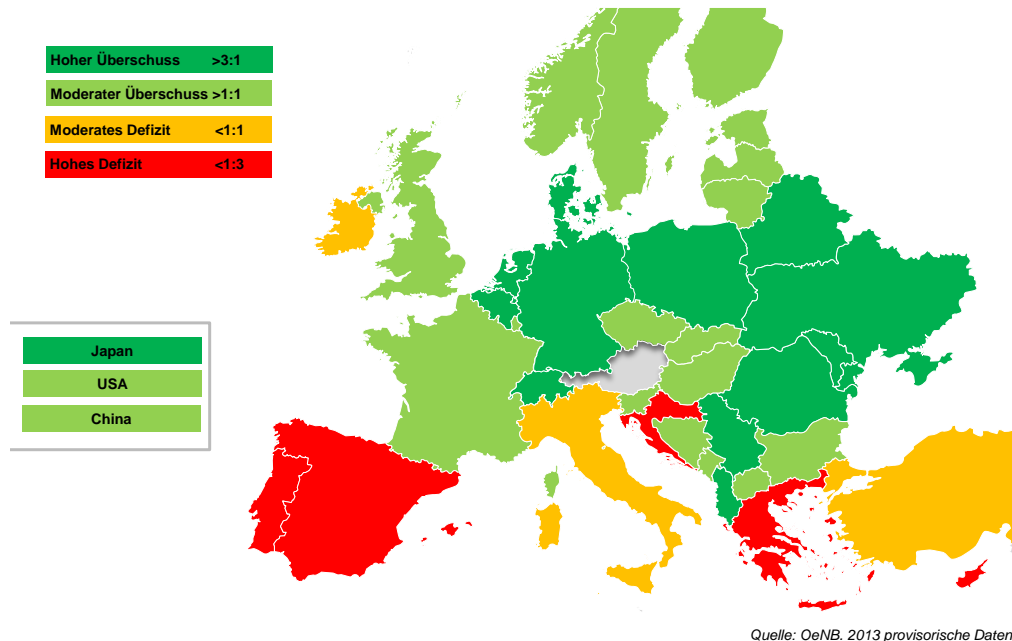 Hoher Überschuss >3:1
Moderater Überschuss >1:1
Moderates Defizit <1:1
Hohes Defizit <1:3
Japan
USA
China
Quelle: OeNB. 2013 provisorische Daten